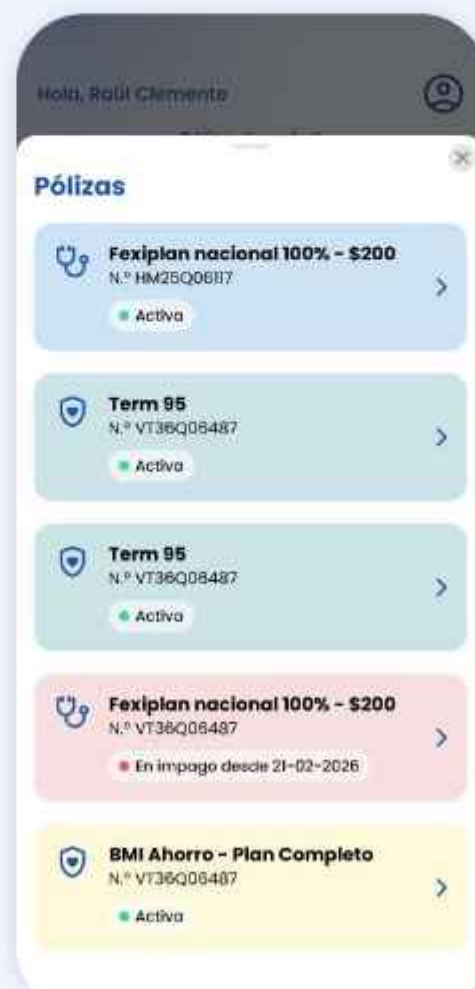 Hola, Raúl Clemente
Pólizas
Fexiplan nacional 100% - $200
N.º HM25Q06117
Activa
Term 95
N.º VT36Q06487
Activa
Term 95
N.º VT36Q06487
Activa
Fexiplan nacional 100% - $200
N.º VT36Q06487
En impago desde 21-02-2026
BMI Ahorro - Plan Completo
N.º VT36Q06487
Activa